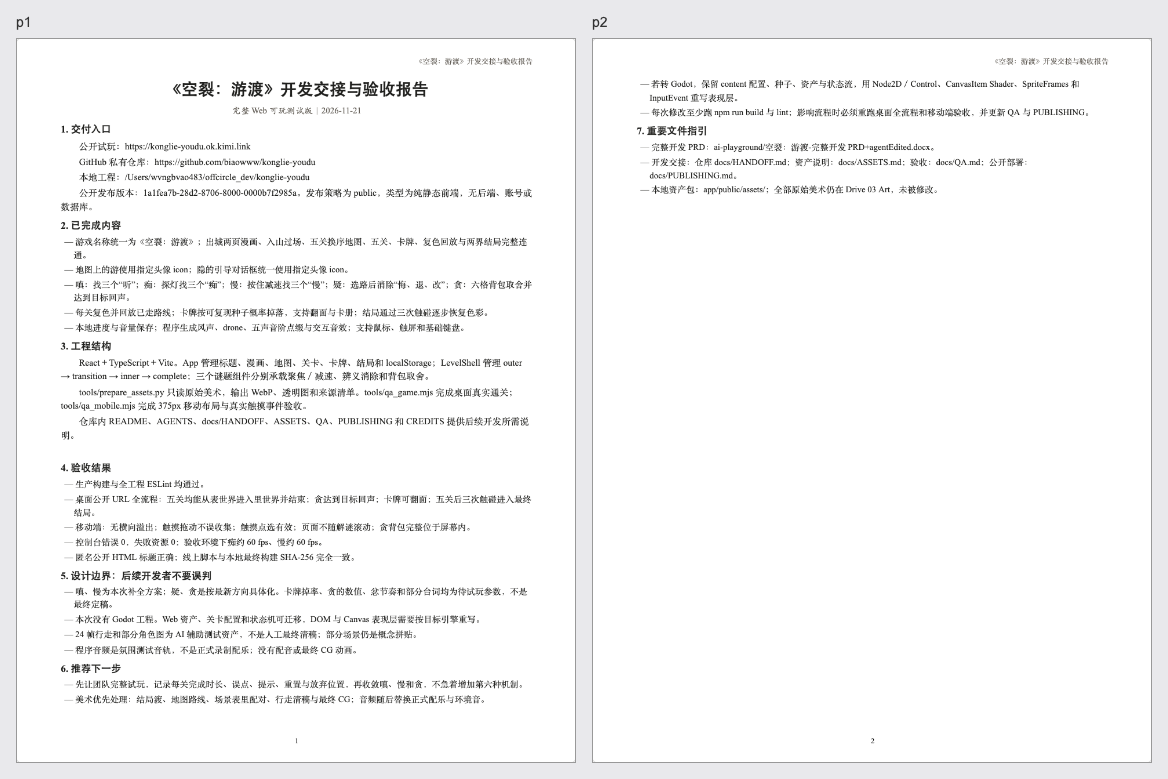 p1
《空裂：游渡》开发交接与验收报告
《空裂：游渡》开发交接与验收报告
完整 Web 可玩测试版 | 2026-11-21
1. 交付入口
公开试玩：https://konglie-youdu.ok.kimi.link
GitHub 私有仓库：https://github.com/biaowww/konglie-youdu
本地工程：/Users/wvngbvao483/offcircle_dev/konglie-youdu
公开发布版本：1a1fea7b-28d2-8706-8000-0000b7f2985a。发布策略为 public，类型为纯静态前端，无后端、账号或
数据库。
2. 已完成内容
— 游戏名称统一为《空裂：游渡》；出城两页漫画、入山过场、五关换序地图、五关、卡牌、复色回放与两界结局完整连
通。
— 地图上的游使用指定头像 icon；隐的引导对话框统一使用指定头像 icon。
— 嗔：找三个“听”；痴：探灯找三个“痴”；慢：按住减速找三个“慢”；疑：选路后消除“悔、退、改”；贪：六格背包取舍并
达到目标回声。
— 每关复色并回放已走路线；卡牌按可复现种子概率掉落，支持翻面与卡册；结局通过三次触碰逐步恢复色彩。
— 本地进度与音量保存；程序生成风声、drone、五声音阶点缀与交互音效；支持鼠标、触屏和基础键盘。
3. 工程结构
React + TypeScript + Vite。App 管理标题、漫画、地图、关卡、卡牌、结局和 localStorage；LevelShell 管理 outer
→ transition → inner → complete；三个谜题组件分别承载聚焦 / 减速、辨义消除和背包取舍。
tools/prepare_assets.py 只读原始美术，输出 WebP、透明图和来源清单。tools/qa_game.mjs 完成桌面真实通关；
tools/qa_mobile.mjs 完成 375px 移动布局与真实触摸事件验收。
仓库内 README、AGENTS、docs/HANDOFF、ASSETS、QA、PUBLISHING 和 CREDITS 提供后续开发所需说
明。
4. 验收结果
— 生产构建与全工程 ESLint 均通过。
— 桌面公开 URL 全流程：五关均能从表世界进入里世界并结束；贪达到目标回声；卡牌可翻面；五关后三次触碰进入最终
结局。
— 移动端：无横向溢出；触摸拖动不误收集；触摸点选有效；页面不随解谜滚动；贪背包完整位于屏幕内。
— 控制台错误 0，失败资源 0；验收环境下痴约 60 fps、慢约 60 fps。
— 匿名公开 HTML 标题正确；线上脚本与本地最终构建 SHA-256 完全一致。
5. 设计边界：后续开发者不要误判
— 嗔、慢为本次补全方案；疑、贪是按最新方向具体化。卡牌掉率、贪的数值、忿节奏和部分台词均为待试玩参数，不是
最终定稿。
— 本次没有 Godot 工程。Web 资产、关卡配置和状态机可迁移，DOM 与 Canvas 表现层需要按目标引擎重写。
— 24 帧行走和部分角色图为 AI 辅助测试资产，不是人工最终清稿；部分场景仍是概念拼贴。
— 程序音频是氛围测试音轨，不是正式录制配乐；没有配音或最终 CG 动画。
6. 推荐下一步
— 先让团队完整试玩，记录每关完成时长、误点、提示、重置与放弃位置，再收敛嗔、慢和贪，不急着增加第六种机制。
— 美术优先处理：结局渡、地图路线、场景表里配对、行走清稿与最终 CG；音频随后替换正式配乐与环境音。
1
p2
《空裂：游渡》开发交接与验收报告
— 若转 Godot，保留 content 配置、种子、资产与状态流，用 Node2D / Control、CanvasItem Shader、SpriteFrames 和
InputEvent 重写表现层。
— 每次修改至少跑 npm run build 与 lint；影响流程时必须重跑桌面全流程和移动端验收，并更新 QA 与 PUBLISHING。
7. 重要文件指引
— 完整开发 PRD：ai-playground/空裂：游渡-完整开发 PRD+agentEdited.docx。
— 开发交接：仓库 docs/HANDOFF.md；资产说明：docs/ASSETS.md；验收：docs/QA.md；公开部署：
docs/PUBLISHING.md。
— 本地资产包：app/public/assets/；全部原始美术仍在 Drive 03 Art，未被修改。
2